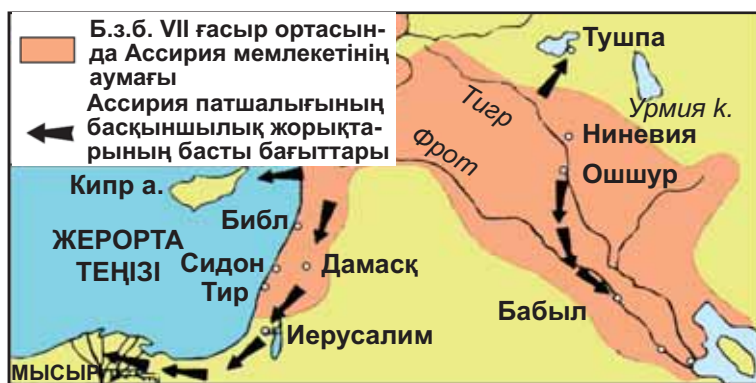 Б.з.б. VII ғасыр ортасын-
да Ассирия мемлекетінің
аумағы
Ассирия патшалығының
басқыншылық жорықта-
рының басты бағыттары
Тушпа
Урмия к.
Тигр
Ниневия
Фрот
Ошшур
Кипр а.
Библ
ЖЕРОРТА
ТЕҢІЗІ
Сидон
Дамасқ
Тир
Бабыл
Иерусалим
МЫСЫР